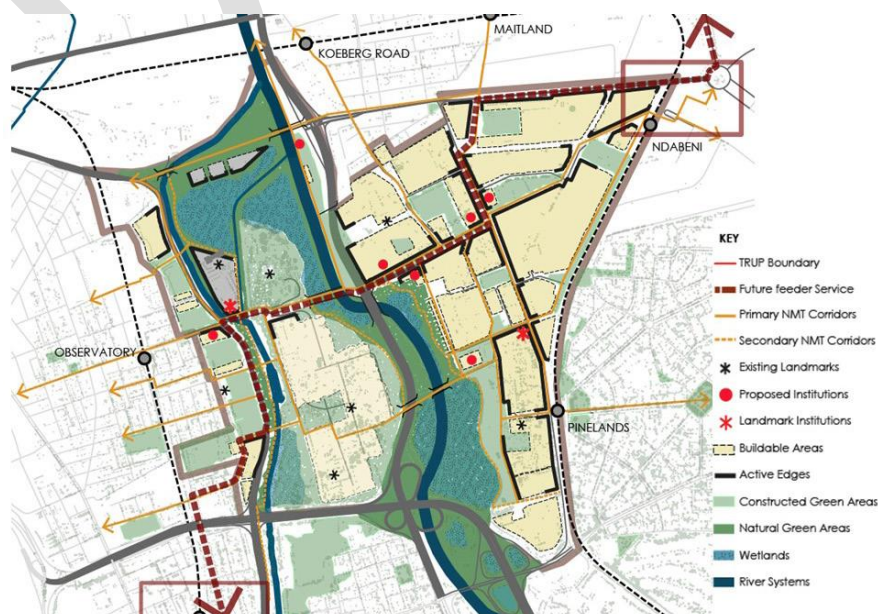 MAITLAND
KOEBERG ROAD
NDABENI
OBSERVATORY
PINELANDS
KEY
TRUP Boundary
Future feeder Service
Primary NMT Corridors
Secondary NMT Corridors
Existing Landmarks
Proposed Institutions
Landmark Institutions
Buildable Areas
Active Edges
Constructed Green Areas
Natural Green Areas
Wetlands
River Systems